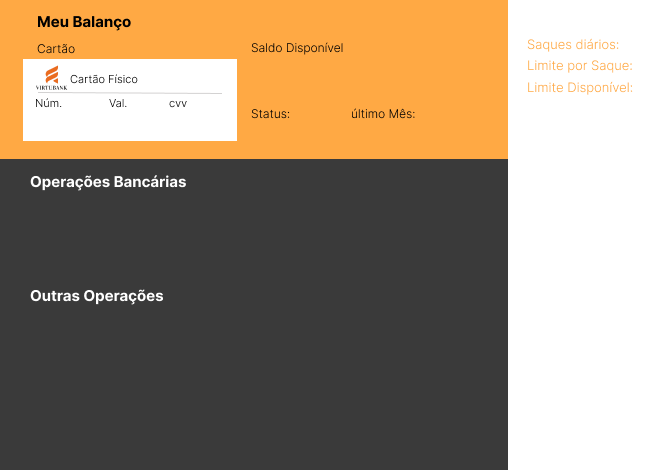 Meu Balanço
Cartão
Saldo Disponível
VIRTUBANK
Cartão Físico
Núm. Val. cvv
Status: último Mês:
Saques diários:
Limite por Saque:
Limite Disponível:
Operações Bancárias
Outras Operações